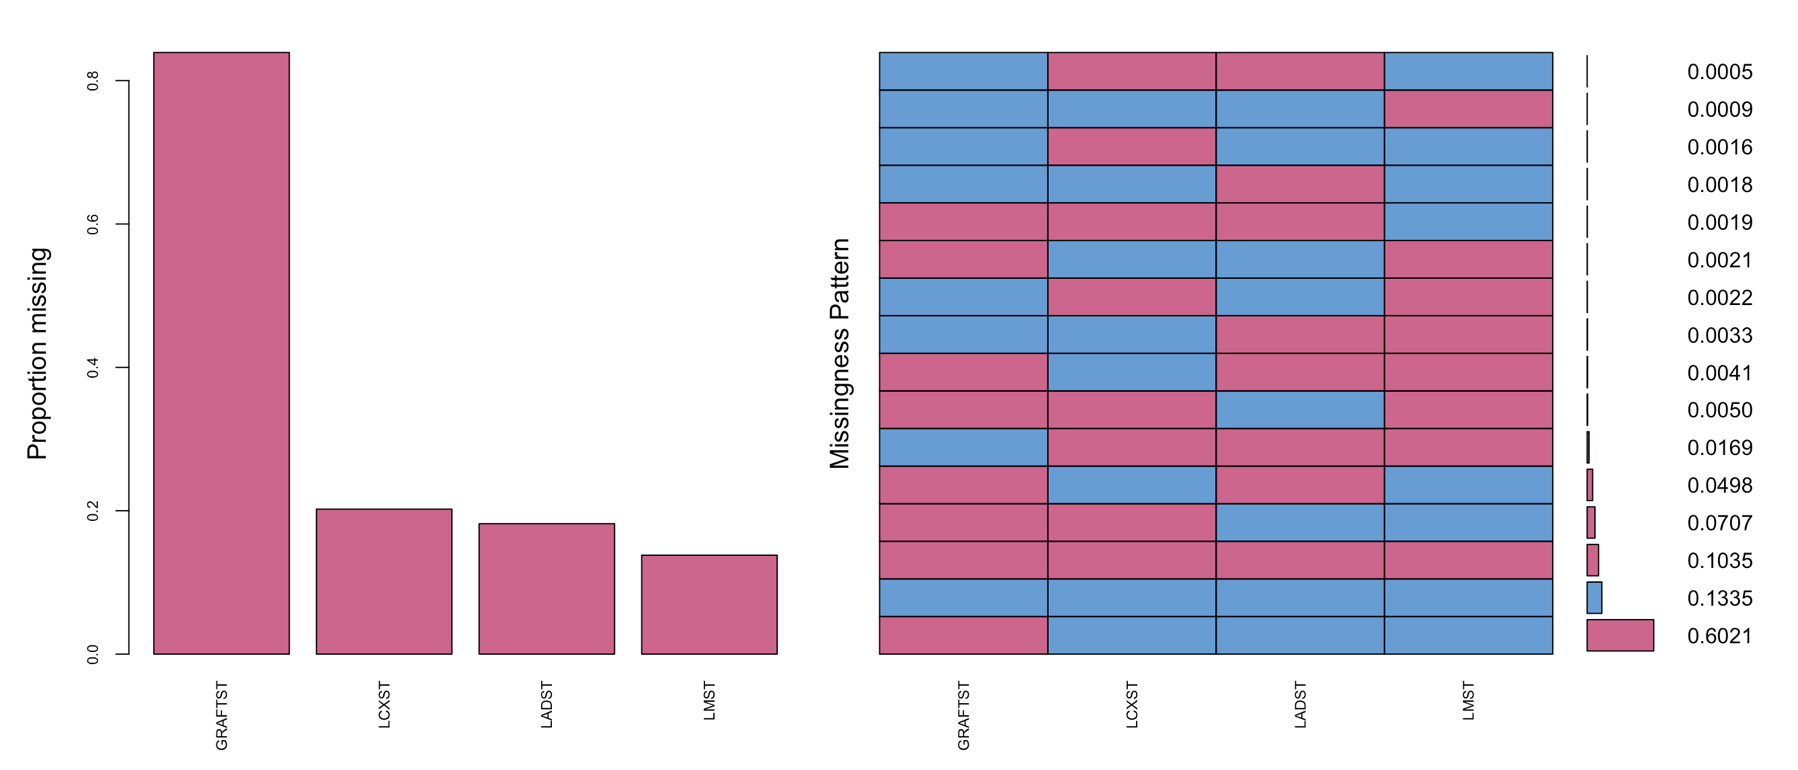 Proportion missing
0.8
0.6
0.4
0.2
0.0
GRAFTST
LCXST
LADST
LMST
Missingness Pattern
GRAFTST
LCXST
LADST
LMST
0.0005
0.0009
0.0016
0.0018
0.0019
0.0021
0.0022
0.0033
0.0041
0.0050
0.0169
0.0498
0.0707
0.1035
0.1335
0.6021